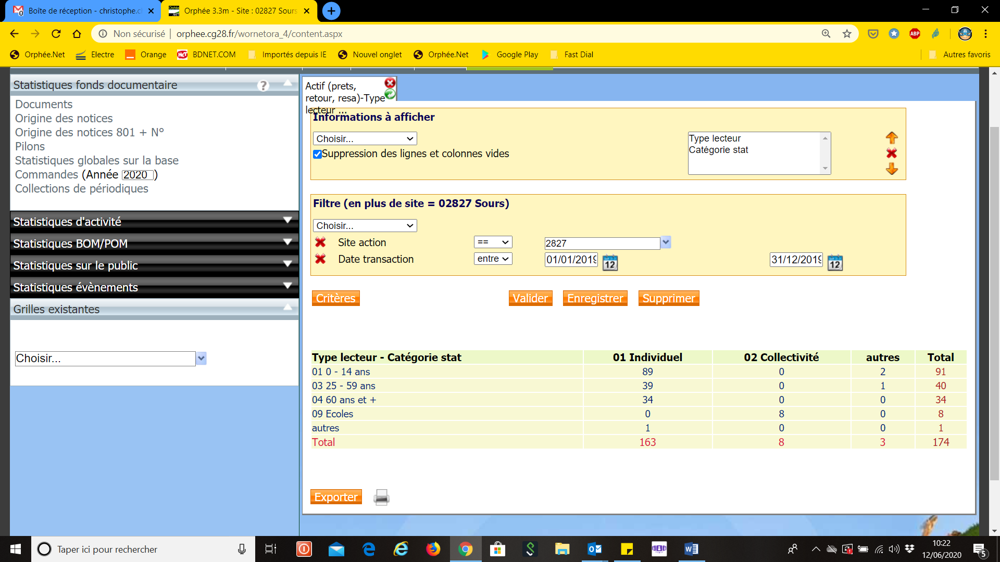 Boîte de réception - christophe.c
Orphée 3.3m - Site : 02827 Sours
Non sécurisé | orphee.cg28.fr/wornetora_4/content.aspx
ABP
Orphée.Net Electre Orange BDNET.COM Importés depuis IE Nouvel onglet Orphée.Net Google Play Fast Dial Autres favoris
Statistiques fonds documentaire ?
Documents
Origine des notices
Origine des notices 801 + N°
Pilons
Statistiques globales sur la base
Commandes (Année 2020 )
Collections de périodiques
Statistiques d'activité
Statistiques BOM/POM
Statistiques sur le public
Statistiques évènements
Grilles existantes
Choisir...
Actif (prets,
retour, resa)-Type
lecteur ...
Informations à afficher
Choisir...
Suppression des lignes et colonnes vides
Type lecteur
Catégorie stat
Filtre (en plus de site = 02827 Sours)
Choisir...
Site action == 2827
Date transaction entre 01/01/2019 12 31/12/2019 12
Critères Valider Enregistrer Supprimer
Type lecteur - Catégorie stat 01 Individuel 02 Collectivité autres Total
01 0 - 14 ans 89 0 2 91
03 25 - 59 ans 39 0 1 40
04 60 ans et + 34 0 0 34
09 Ecoles 0 8 0 8
autres 1 0 0 1
Total 163 8 3 174
Exporter
Taper ici pour rechercher
10:22
12/06/2020
5